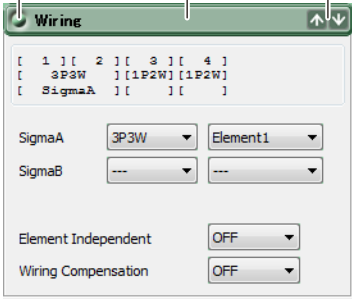 Wiring
[ 1 ][ 2 ][ 3 ][ 4 ]
[ 3P3W ][1P2W][1P2W]
[ SigmaA ][ ][ ]
SigmaA 3P3W Element1
SigmaB --- ---
Element Independent OFF
Wiring Compensation OFF